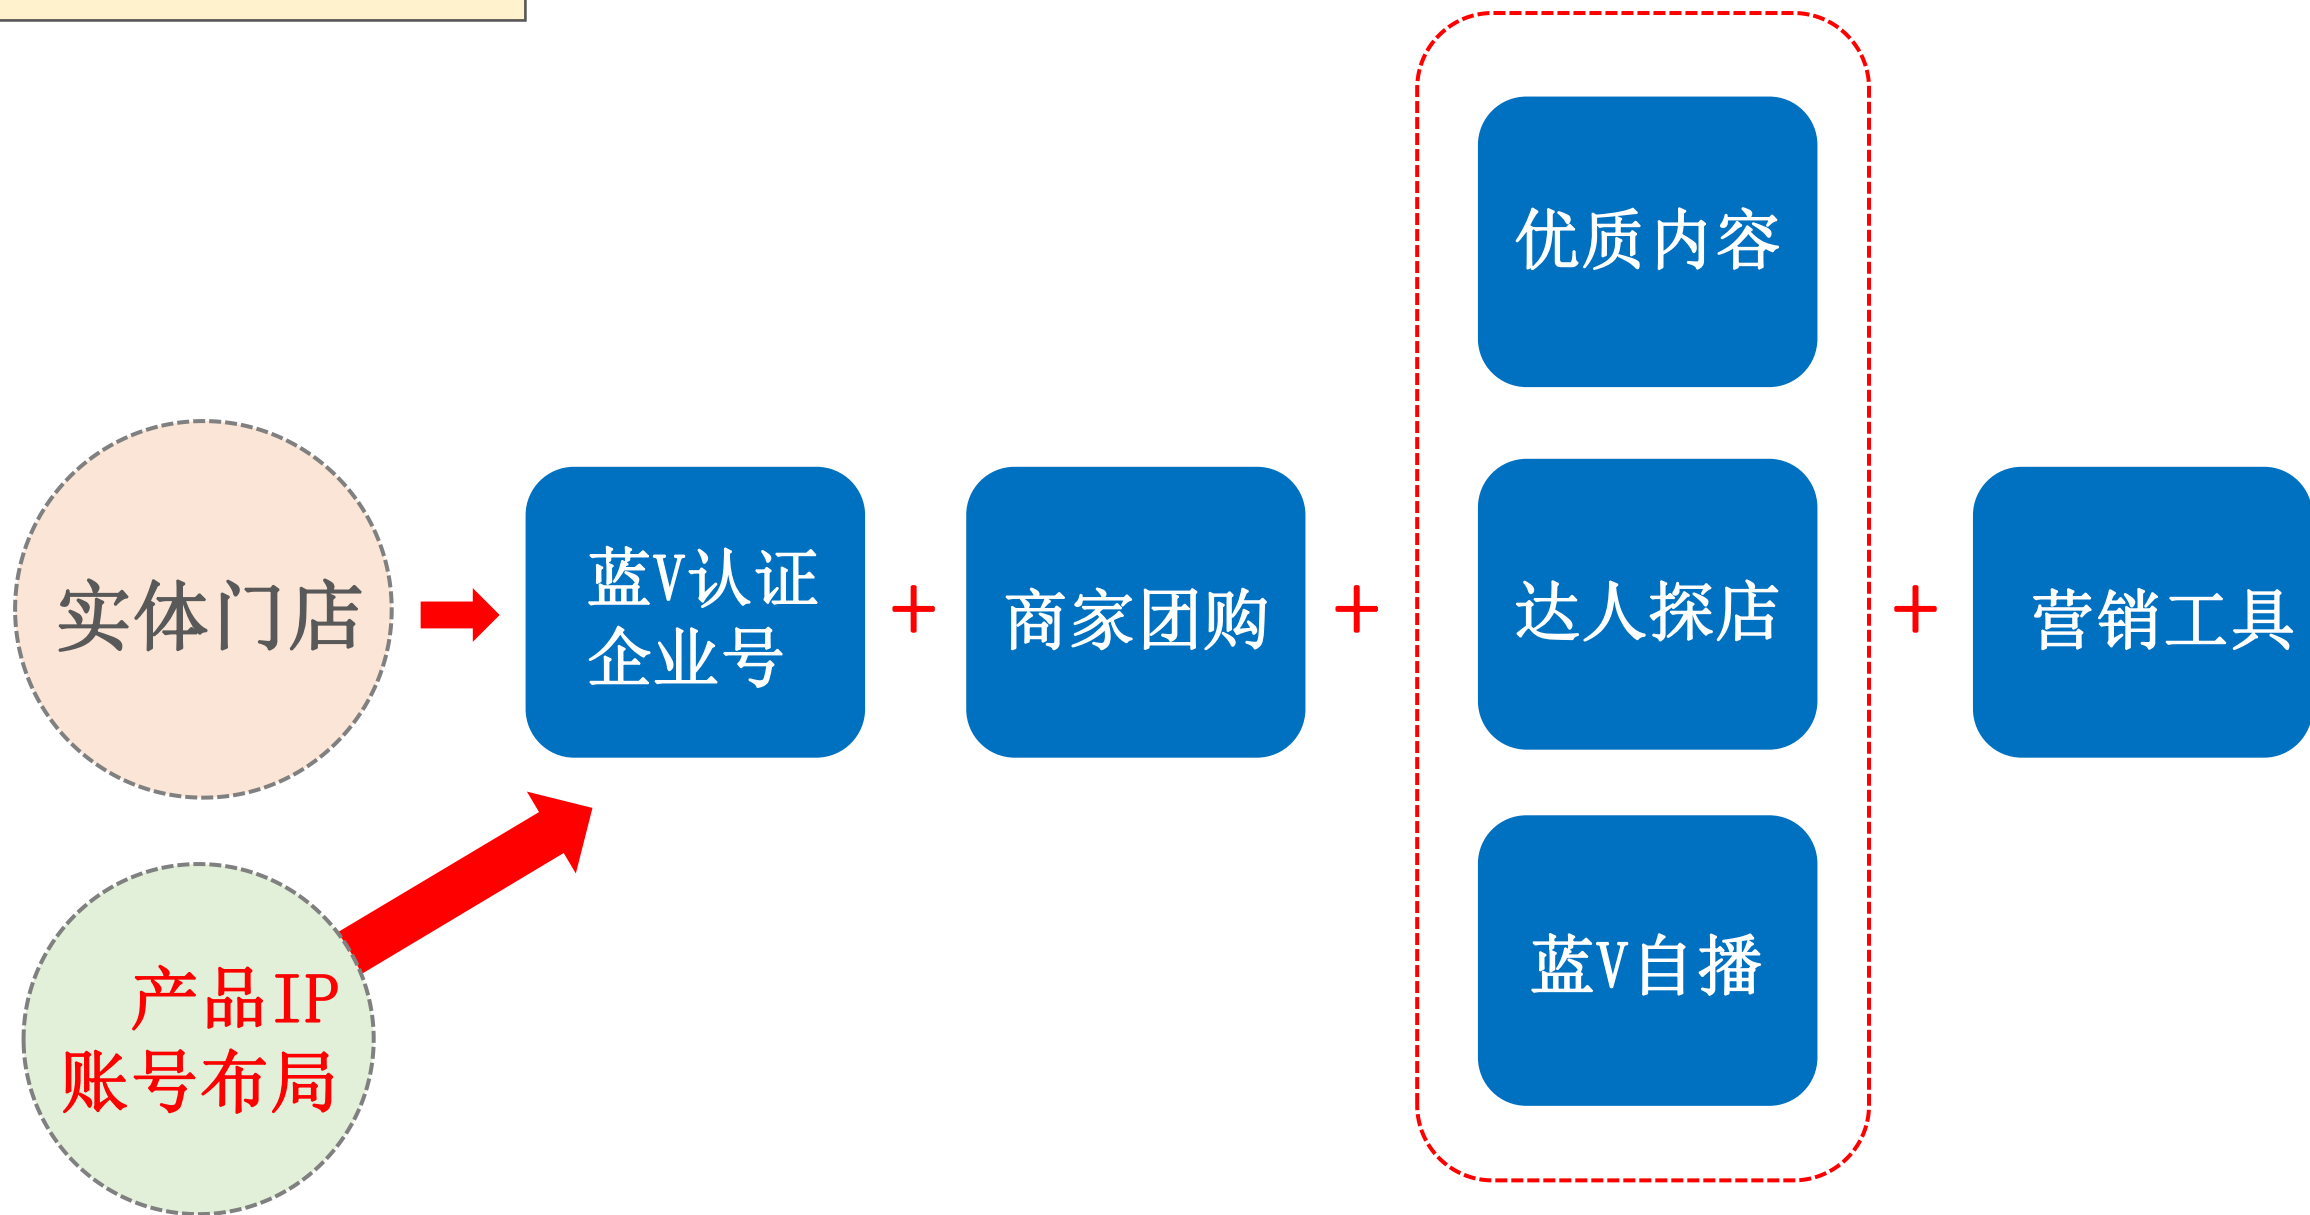 优质内容
实体门店
蓝V认证
企业号
+
商家团购
+
达人探店
+
营销工具
蓝V自播
产品IP
账号布局